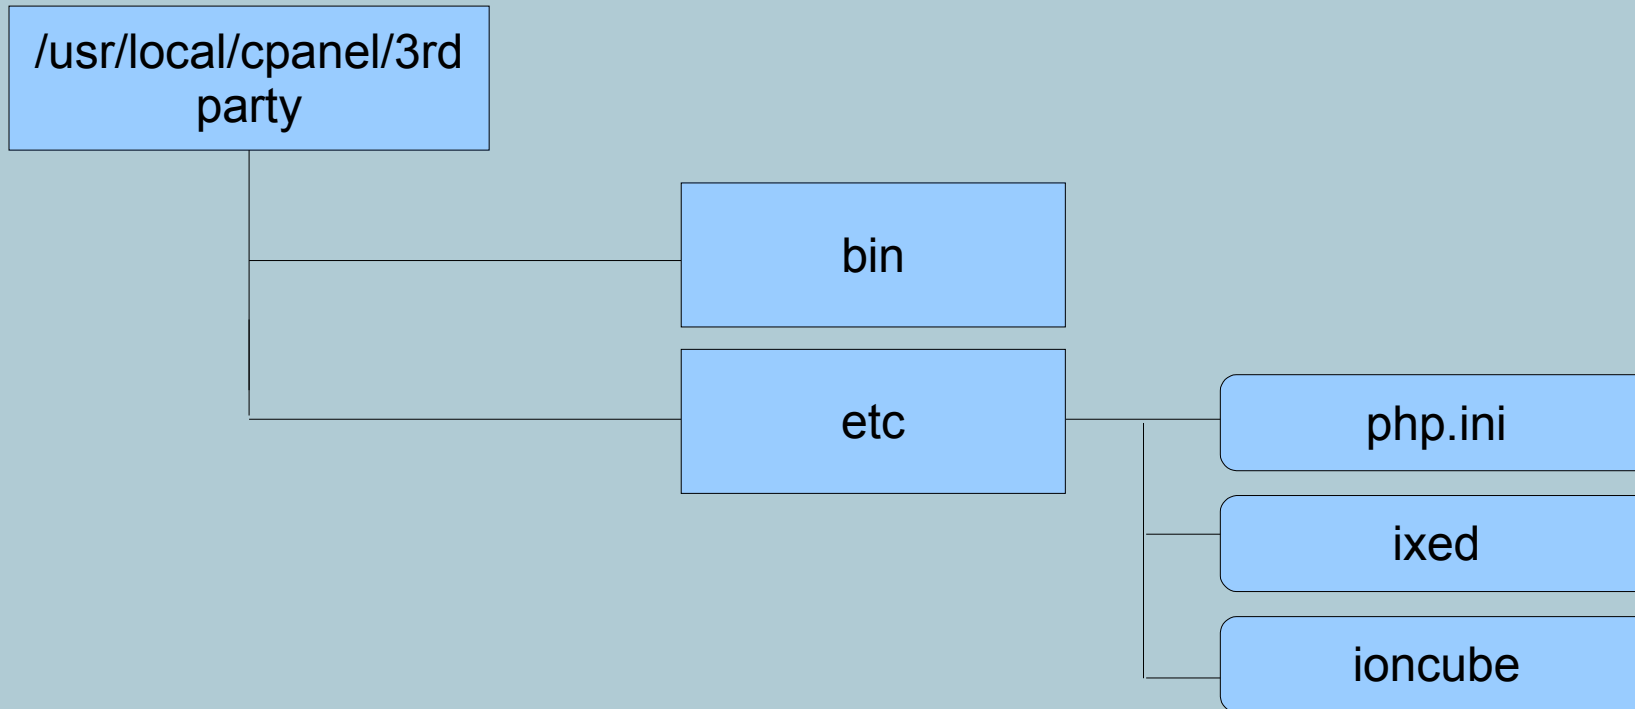 /usr/local/cpanel/3rd
party
bin
etc
php.ini
ixed
ioncube